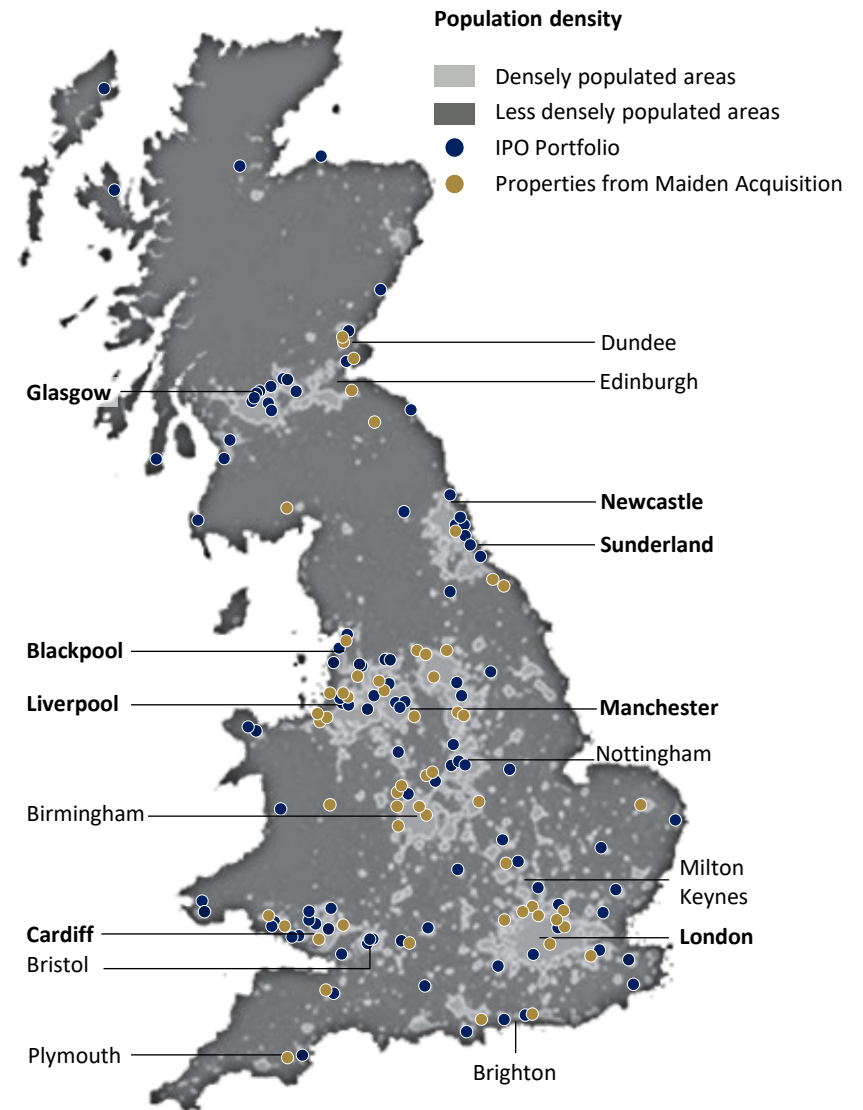 Population density
Densely populated areas
Less densely populated areas
IPO Portfolio
Properties from Maiden Acquisition
Dundee
Edinburgh
Glasgow
Newcastle
Sunderland
Blackpool
Liverpool
Manchester
Nottingham
Birmingham
Milton
Keynes
Cardiff
London
Bristol
Plymouth
Brighton